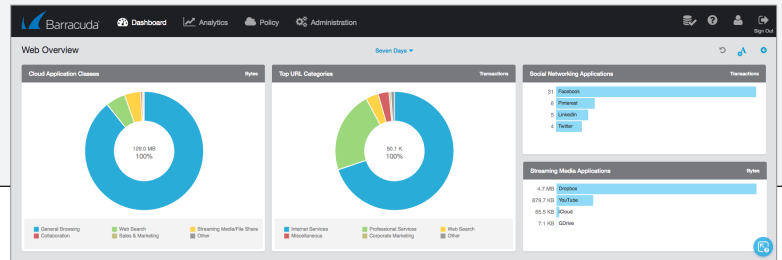 Barracuda Dashboard Analytics Policy Administration
Sign Out
Web Overview Seven Days
Cloud Application Classes Bytes
129.0 MB
100%
General Browsing Web Search Streaming Media/File Share
Collaboration Sales & Marketing Other
Top URL Categories Transactions
50.1 K
100%
Internet Services Professional Services Web Search
Miscellaneous Corporate Marketing Other
Social Networking Applications Transactions
31 Facebook
6 Pinterest
5 LinkedIn
4 Twitter
Streaming Media Applications Bytes
4.7 MB Dropbox
879.7 KB YouTube
65.5 KB iCloud
7.1 KB GDrive